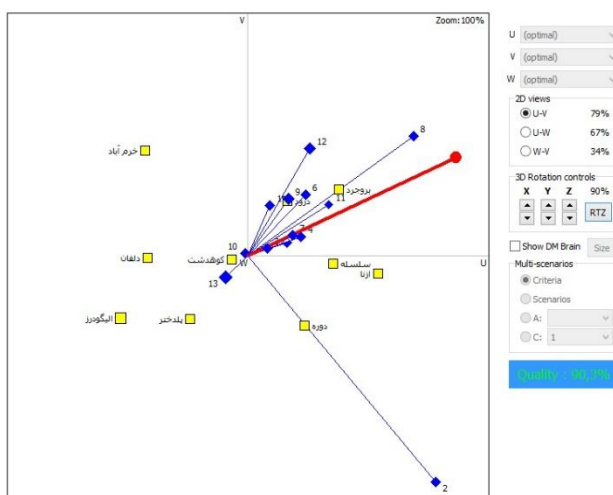 V
Zoom:100%
12
8
خرم آباد
9
6
بروجرد
درود
11
7
4
10
کوهدشت
W
U
دلفان
سلسله
ازنا
13
الیگودرز
پلدختر
دوره
2
U (optimal)
V (optimal)
W (optimal)
2D views
U-V 79%
U-W 67%
W-V 34%
3D Rotation controls
X Y Z 90%
RTZ
Show DM Brain Size
Multi-scenarios
Criteria
Scenarios
A:
C: 1
Quality : 90,3%